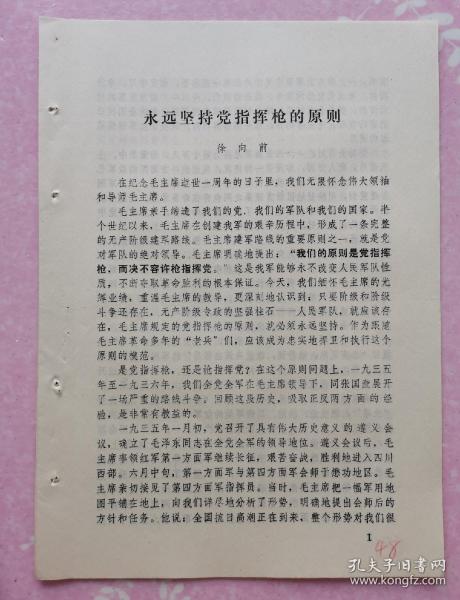 永远坚持党指挥枪的原则
徐向前
在纪念毛主席逝世一周年的日子里，我们无限怀念伟大领袖
和导师毛主席。
毛主席亲手缔造了我们的党、我们的军队和我们的国家。半
个世纪以来，毛主席在创建我军的艰辛历程中，形成了一条完整
的无产阶级建军路线。毛主席建军路线的重要原则之一，就是党
对军队的绝对领导。毛主席明确地提出：“我们的原则是党指挥
枪，而决不容许枪指挥党。”这是我军能够永不改变人民军队性
质，不断夺取革命胜利的根本保证。今天，我们缅怀毛主席的光
辉业绩，重温毛主席的教导，更深刻地认识到：只要阶级和阶级
斗争还存在，无产阶级专政的坚强柱石——人民军队，就应该存
在，毛主席规定的党指挥枪的原则，就必须永远坚持。作为跟随
毛主席革命多年的“老兵”们，应该成为忠实地捍卫和执行这个
原则的模范。
是党指挥枪，还是枪指挥党？在这个原则问题上，一九三五
年至一九三六年，我们全党全军在毛主席领导下，同张国焘展开
了一场严重的路线斗争。回顾这段历史，吸取正反两方面的经
验，是非常有教益的。
一九三五年一月初，党召开了具有伟大历史意义的遵义会
议，确立了毛泽东同志在全党全军的领导地位。遵义会议后，毛
主席率领红军第一方面军继续长征，艰苦奋战，胜利地进入四川
西部。六月中旬，第一方面军与第四方面军会师于懋功地区。毛
主席亲切接见了第四方面军指挥员。当时，毛主席把一幅军用地
图平铺在地上，向我们详尽地分析了形势，明确地提出会师后的
方针和任务。他说：全国抗日高潮正在到来，整个形势对我们很
1
48
孔夫子旧书网
www.kongfz.com